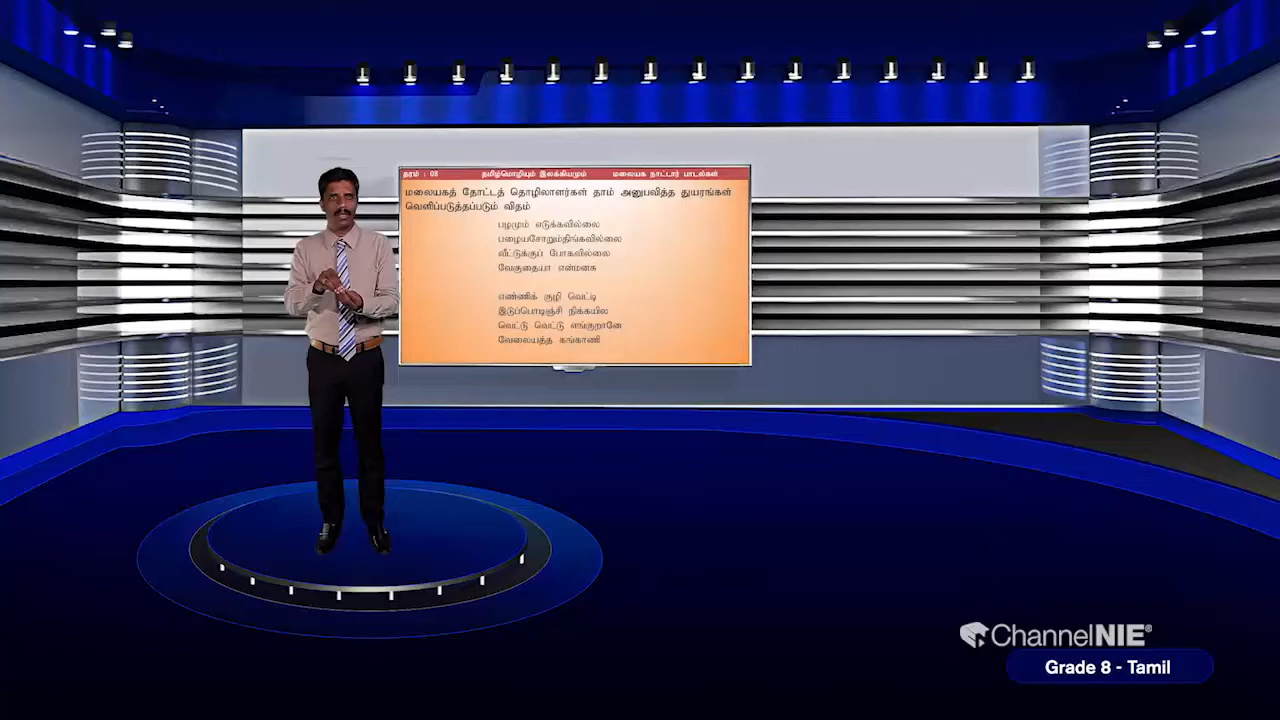 தரம் : 08 தமிழ்மொழியும் இலக்கியமும் மலையக நாட்டார் பாடல்கள்
மலையகத் தோட்டத் தொழிலாளர்கள் தாம் அனுபவித்த துயரங்கள்
வெளிப்படுத்தப்படும் விதம்
பழமும் எடுக்கவில்லை
பழையசோறும்திங்கவில்லை
வீட்டுக்குப் போகவில்லை
வேகுதையா என்மனசு
எண்ணிக் குழி வெட்டி
இடுப்பொடிஞ்சி நிக்கயில
வெட்டு வெட்டு எங்குறானே
வேலையத்த கங்காணி
ChannelNIE®
Grade 8 - Tamil